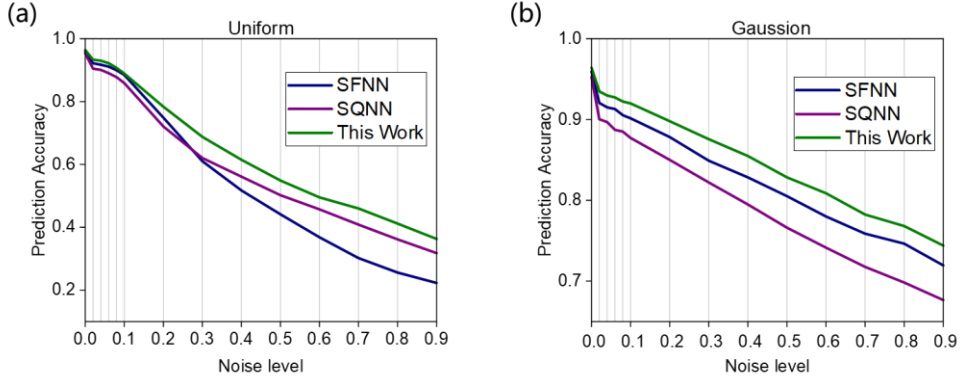 (a)
Uniform
Prediction Accuracy
1.0
0.8
0.6
0.4
0.2
SFNN
SQNN
This Work
0.0 0.1 0.2 0.3 0.4 0.5 0.6 0.7 0.8 0.9
Noise level
(b)
Gaussion
Prediction Accuracy
1.0
0.9
0.8
0.7
SFNN
SQNN
This Work
0.0 0.1 0.2 0.3 0.4 0.5 0.6 0.7 0.8 0.9
Noise level